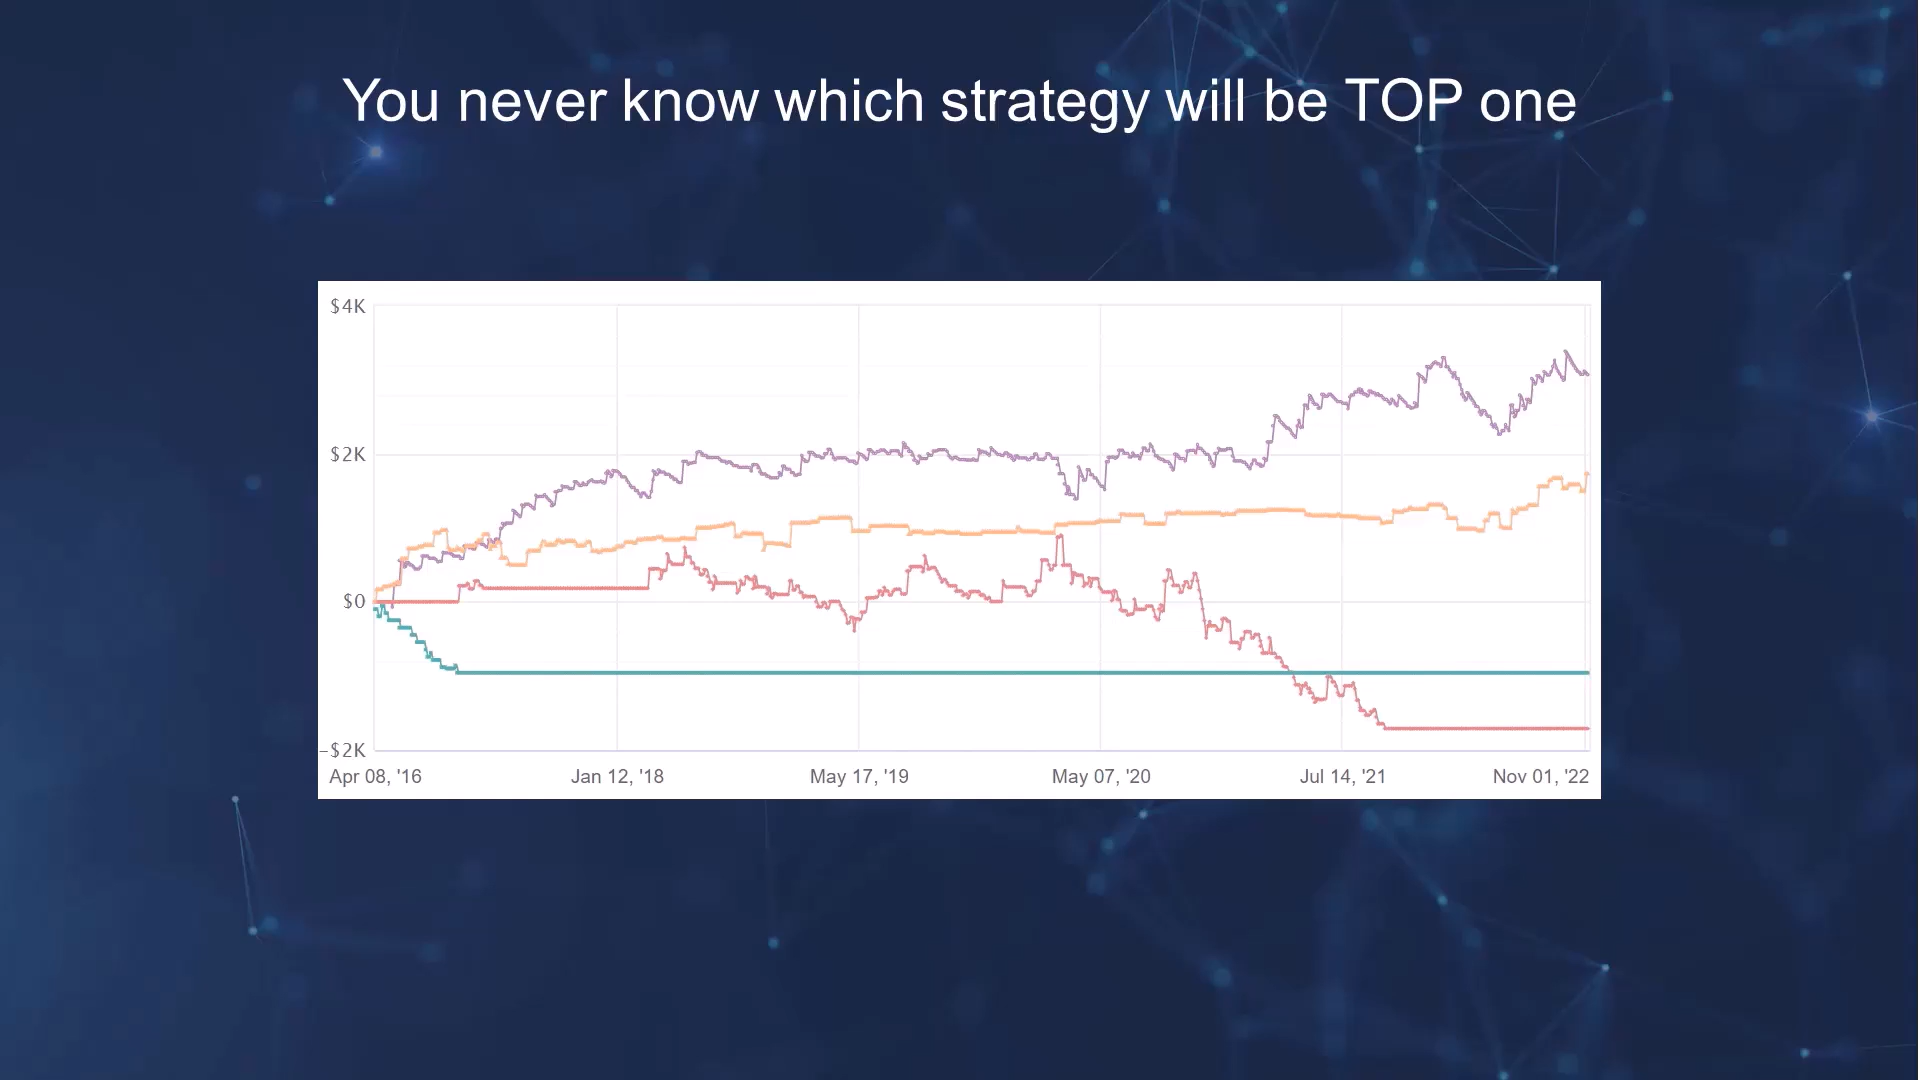 You never know which strategy will be TOP one
$4K
$2K
$0
−$2K
Apr 08, '16
Jan 12, '18
May 17, '19
May 07, '20
Jul 14, '21
Nov 01, '22